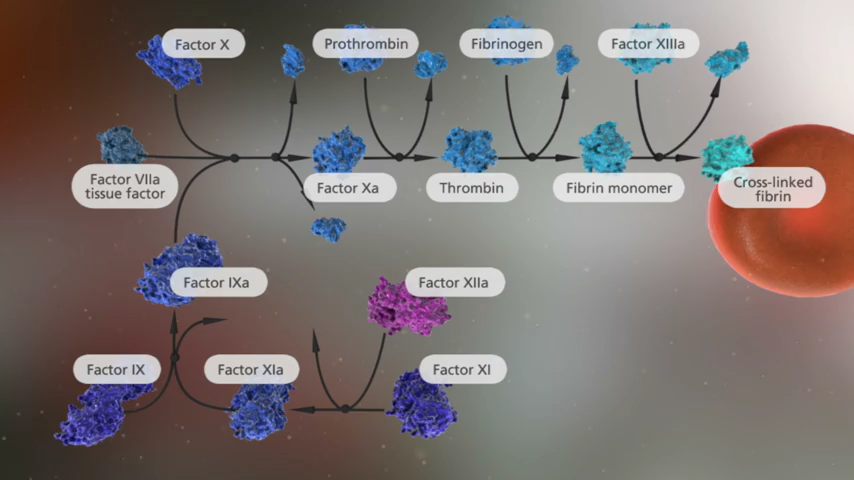 Factor X
Prothrombin
Fibrinogen
Factor XIIIa
Factor VIIa
tissue factor
Factor Xa
Thrombin
Fibrin monomer
Cross-linked
fibrin
Factor IXa
Factor XIIa
Factor IX
Factor XIa
Factor XI